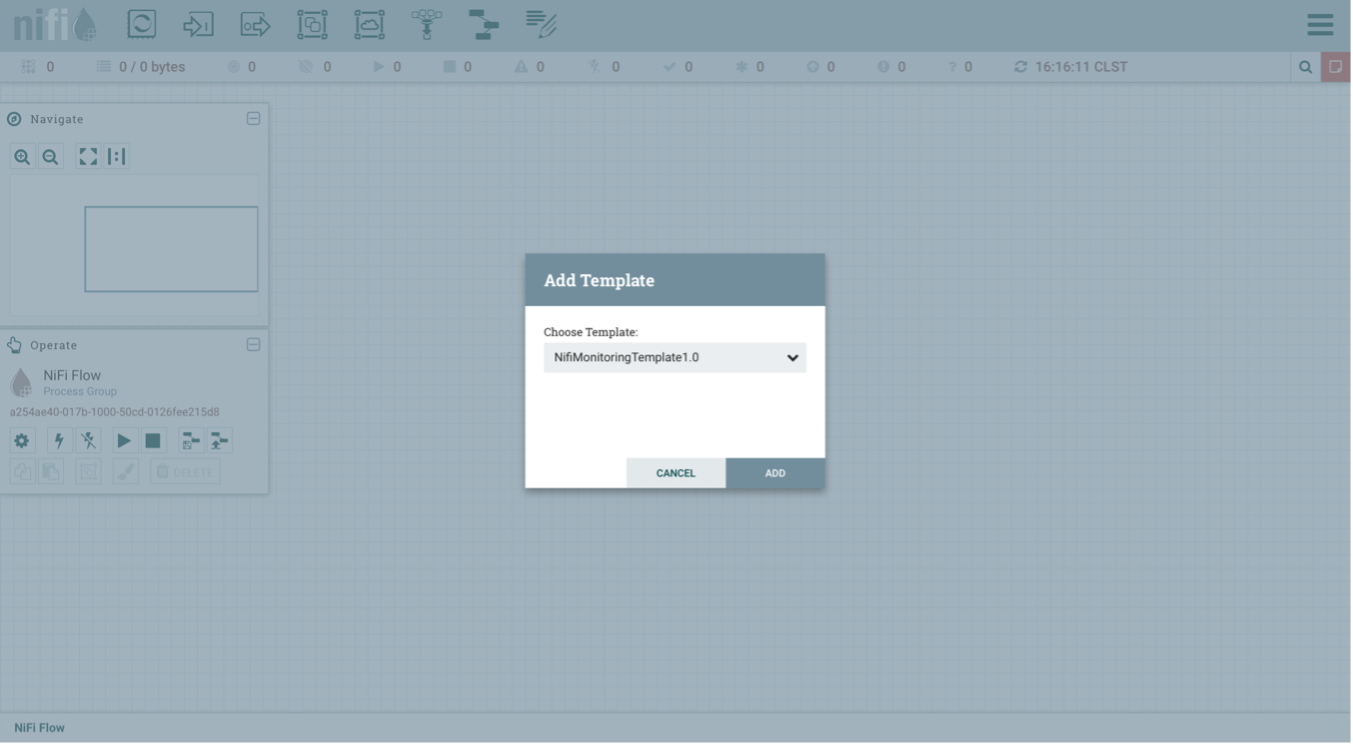 nifi
0 0 / 0 bytes 0 0 0 0 0 0 0 0 0 0 ? 0 16:16:11 CLST
Navigate
Operate
NiFi Flow
Process Group
a254ae40-017b-1000-50cd-0126fee215d8
DELETE
Add Template
Choose Template:
NifiMonitoringTemplate1.0
CANCEL ADD
NiFi Flow